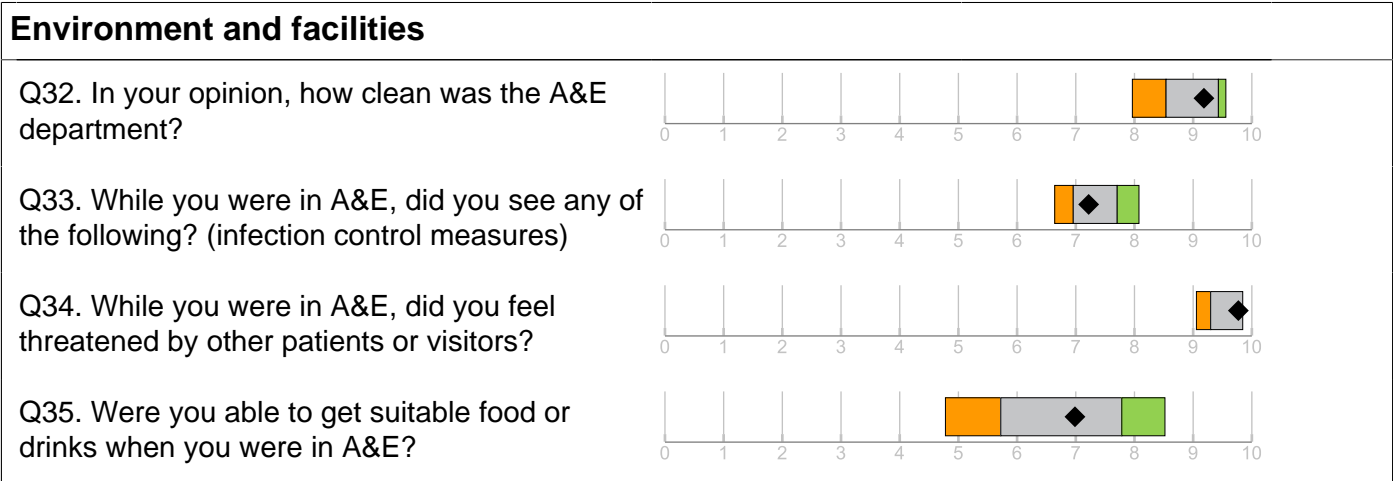 Environment and facilities
Q32. In your opinion, how clean was the A&E
department?
0 1 2 3 4 5 6 7 8 9 10
Q33. While you were in A&E, did you see any of
the following? (infection control measures)
0 1 2 3 4 5 6 7 8 9 10
Q34. While you were in A&E, did you feel
threatened by other patients or visitors?
0 1 2 3 4 5 6 7 8 9 10
Q35. Were you able to get suitable food or
drinks when you were in A&E?
0 1 2 3 4 5 6 7 8 9 10